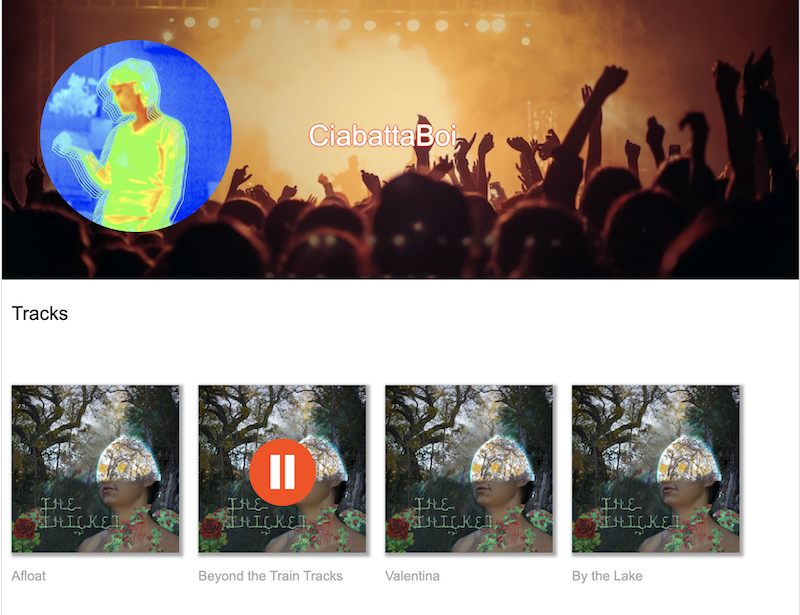 CiabattaBoi
Tracks
THE
THICKET
THE
THICKET
THE
THICKET
THE
THICKET
Afloat
Beyond the Train Tracks
Valentina
By the Lake